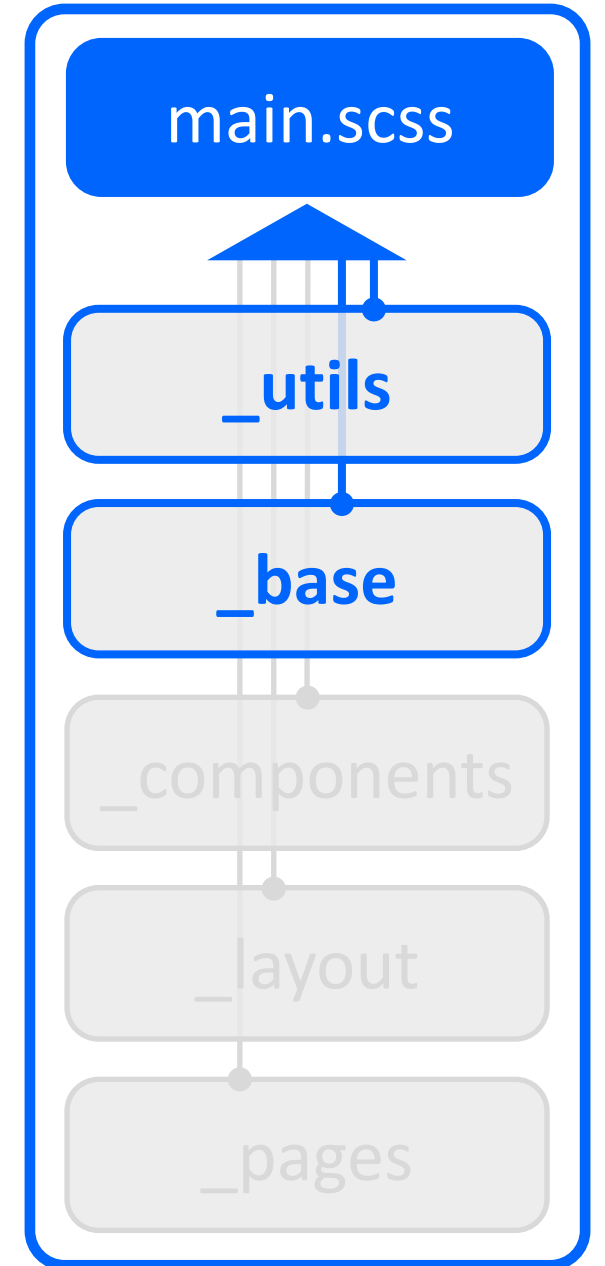 main.scss
_utils
_base
_components
_layout
_pages